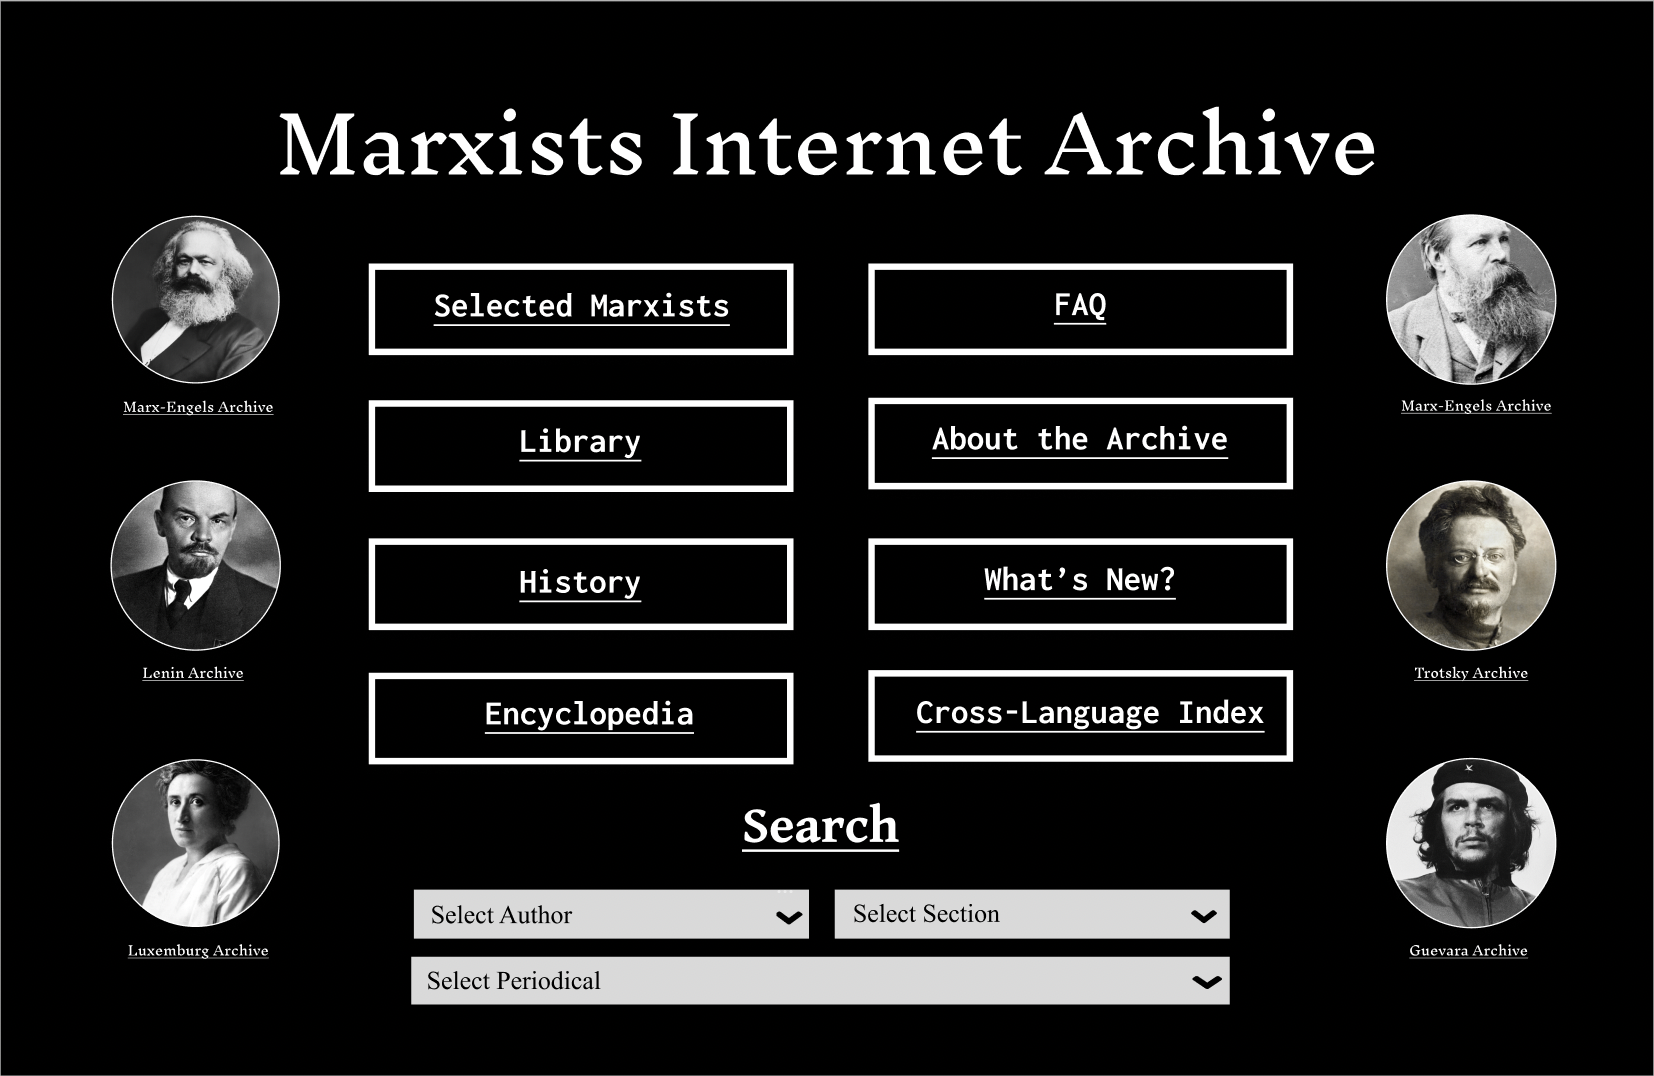 Marxists Internet Archive
Selected Marxists
FAQ
Marx-Engels Archive
Marx-Engels Archive
Library
About the Archive
History
What’s New?
Lenin Archive
Trotsky Archive
Encyclopedia
Cross-Language Index
Search
Select Author
Select Section
Luxemburg Archive
Guevara Archive
Select Periodical